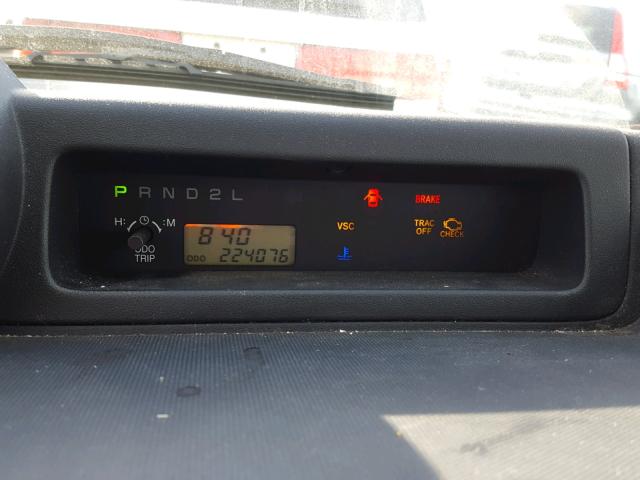 P R N D 2 L
BRAKE
H: :M
8 40
VSC
TRAC OFF
CHECK
ODO TRIP
ODO 224076